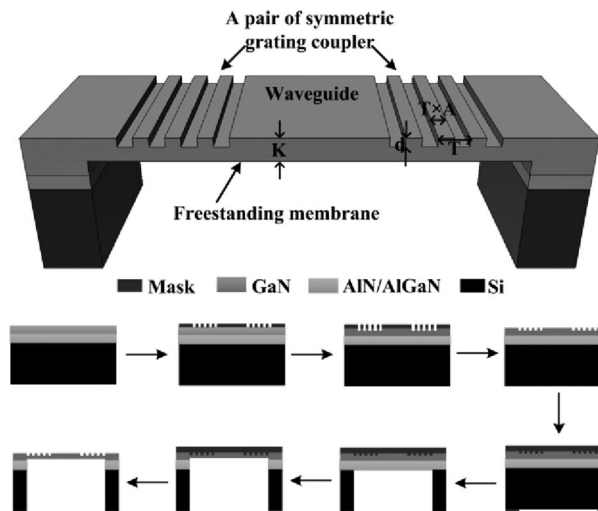 A pair of symmetric
grating coupler
Waveguide
T×A
K
d
T
Freestanding membrane
Mask GaN AlN/AlGaN Si